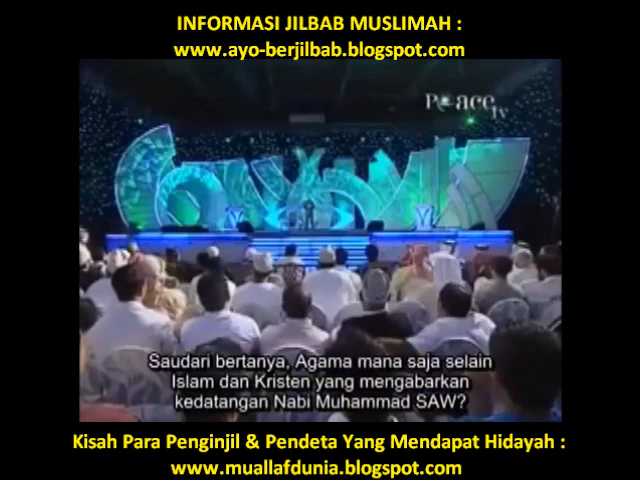 INFORMASI JILBAB MUSLIMAH :
www.ayo-berjilbab.blogspot.com
Peace
tv
Saudari bertanya, Agama mana saja selain
Islam dan Kristen yang mengabarkan
kedatangan Nabi Muhammad SAW?
Kisah Para Penginjil & Pendeta Yang Mendapat Hidayah :
www.muallafdunia.blogspot.com